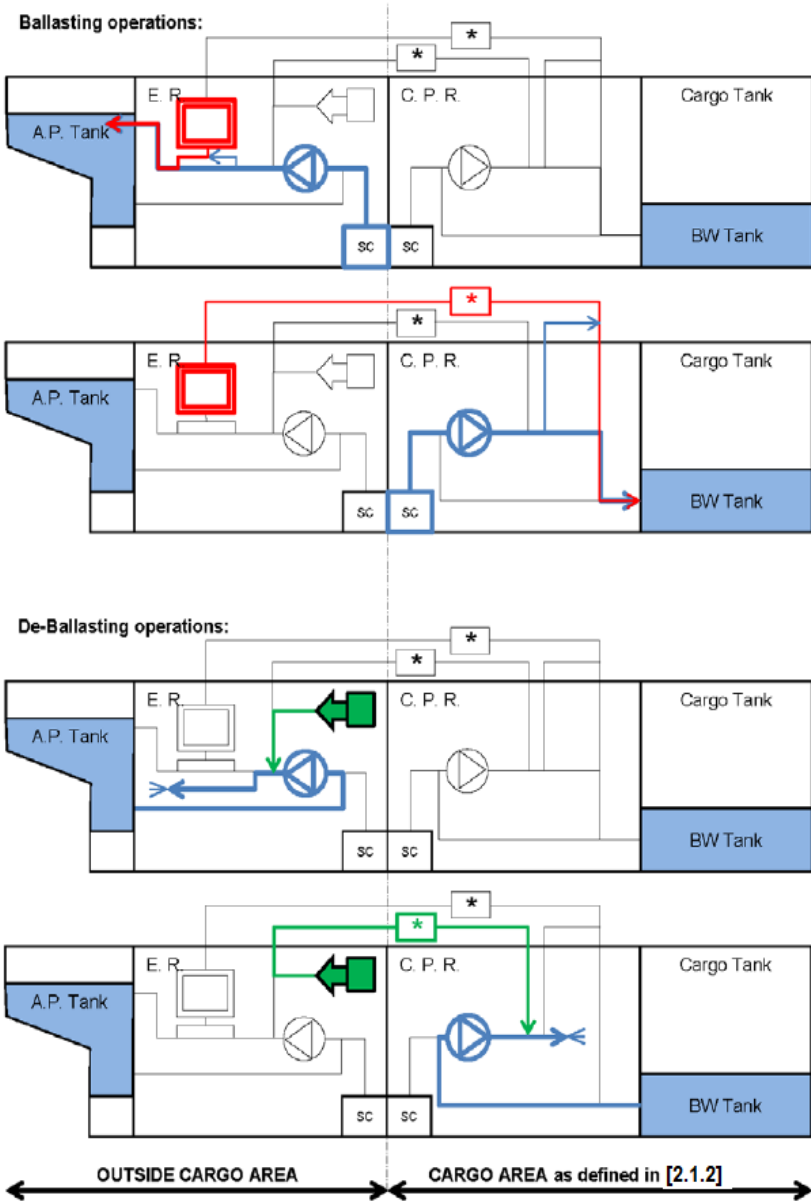 Ballasting operations:
*
*
E. R.
C. P. R.
Cargo Tank
A.P. Tank
sc
sc
BW Tank
*
*
E. R.
C. P. R.
Cargo Tank
A.P. Tank
sc
sc
BW Tank
De-Ballasting operations:
*
*
E. R.
C. P. R.
Cargo Tank
A.P. Tank
sc
sc
BW Tank
*
*
E. R.
C. P. R.
Cargo Tank
A.P. Tank
sc
sc
BW Tank
OUTSIDE CARGO AREA
CARGO AREA as defined in [2.1.2]